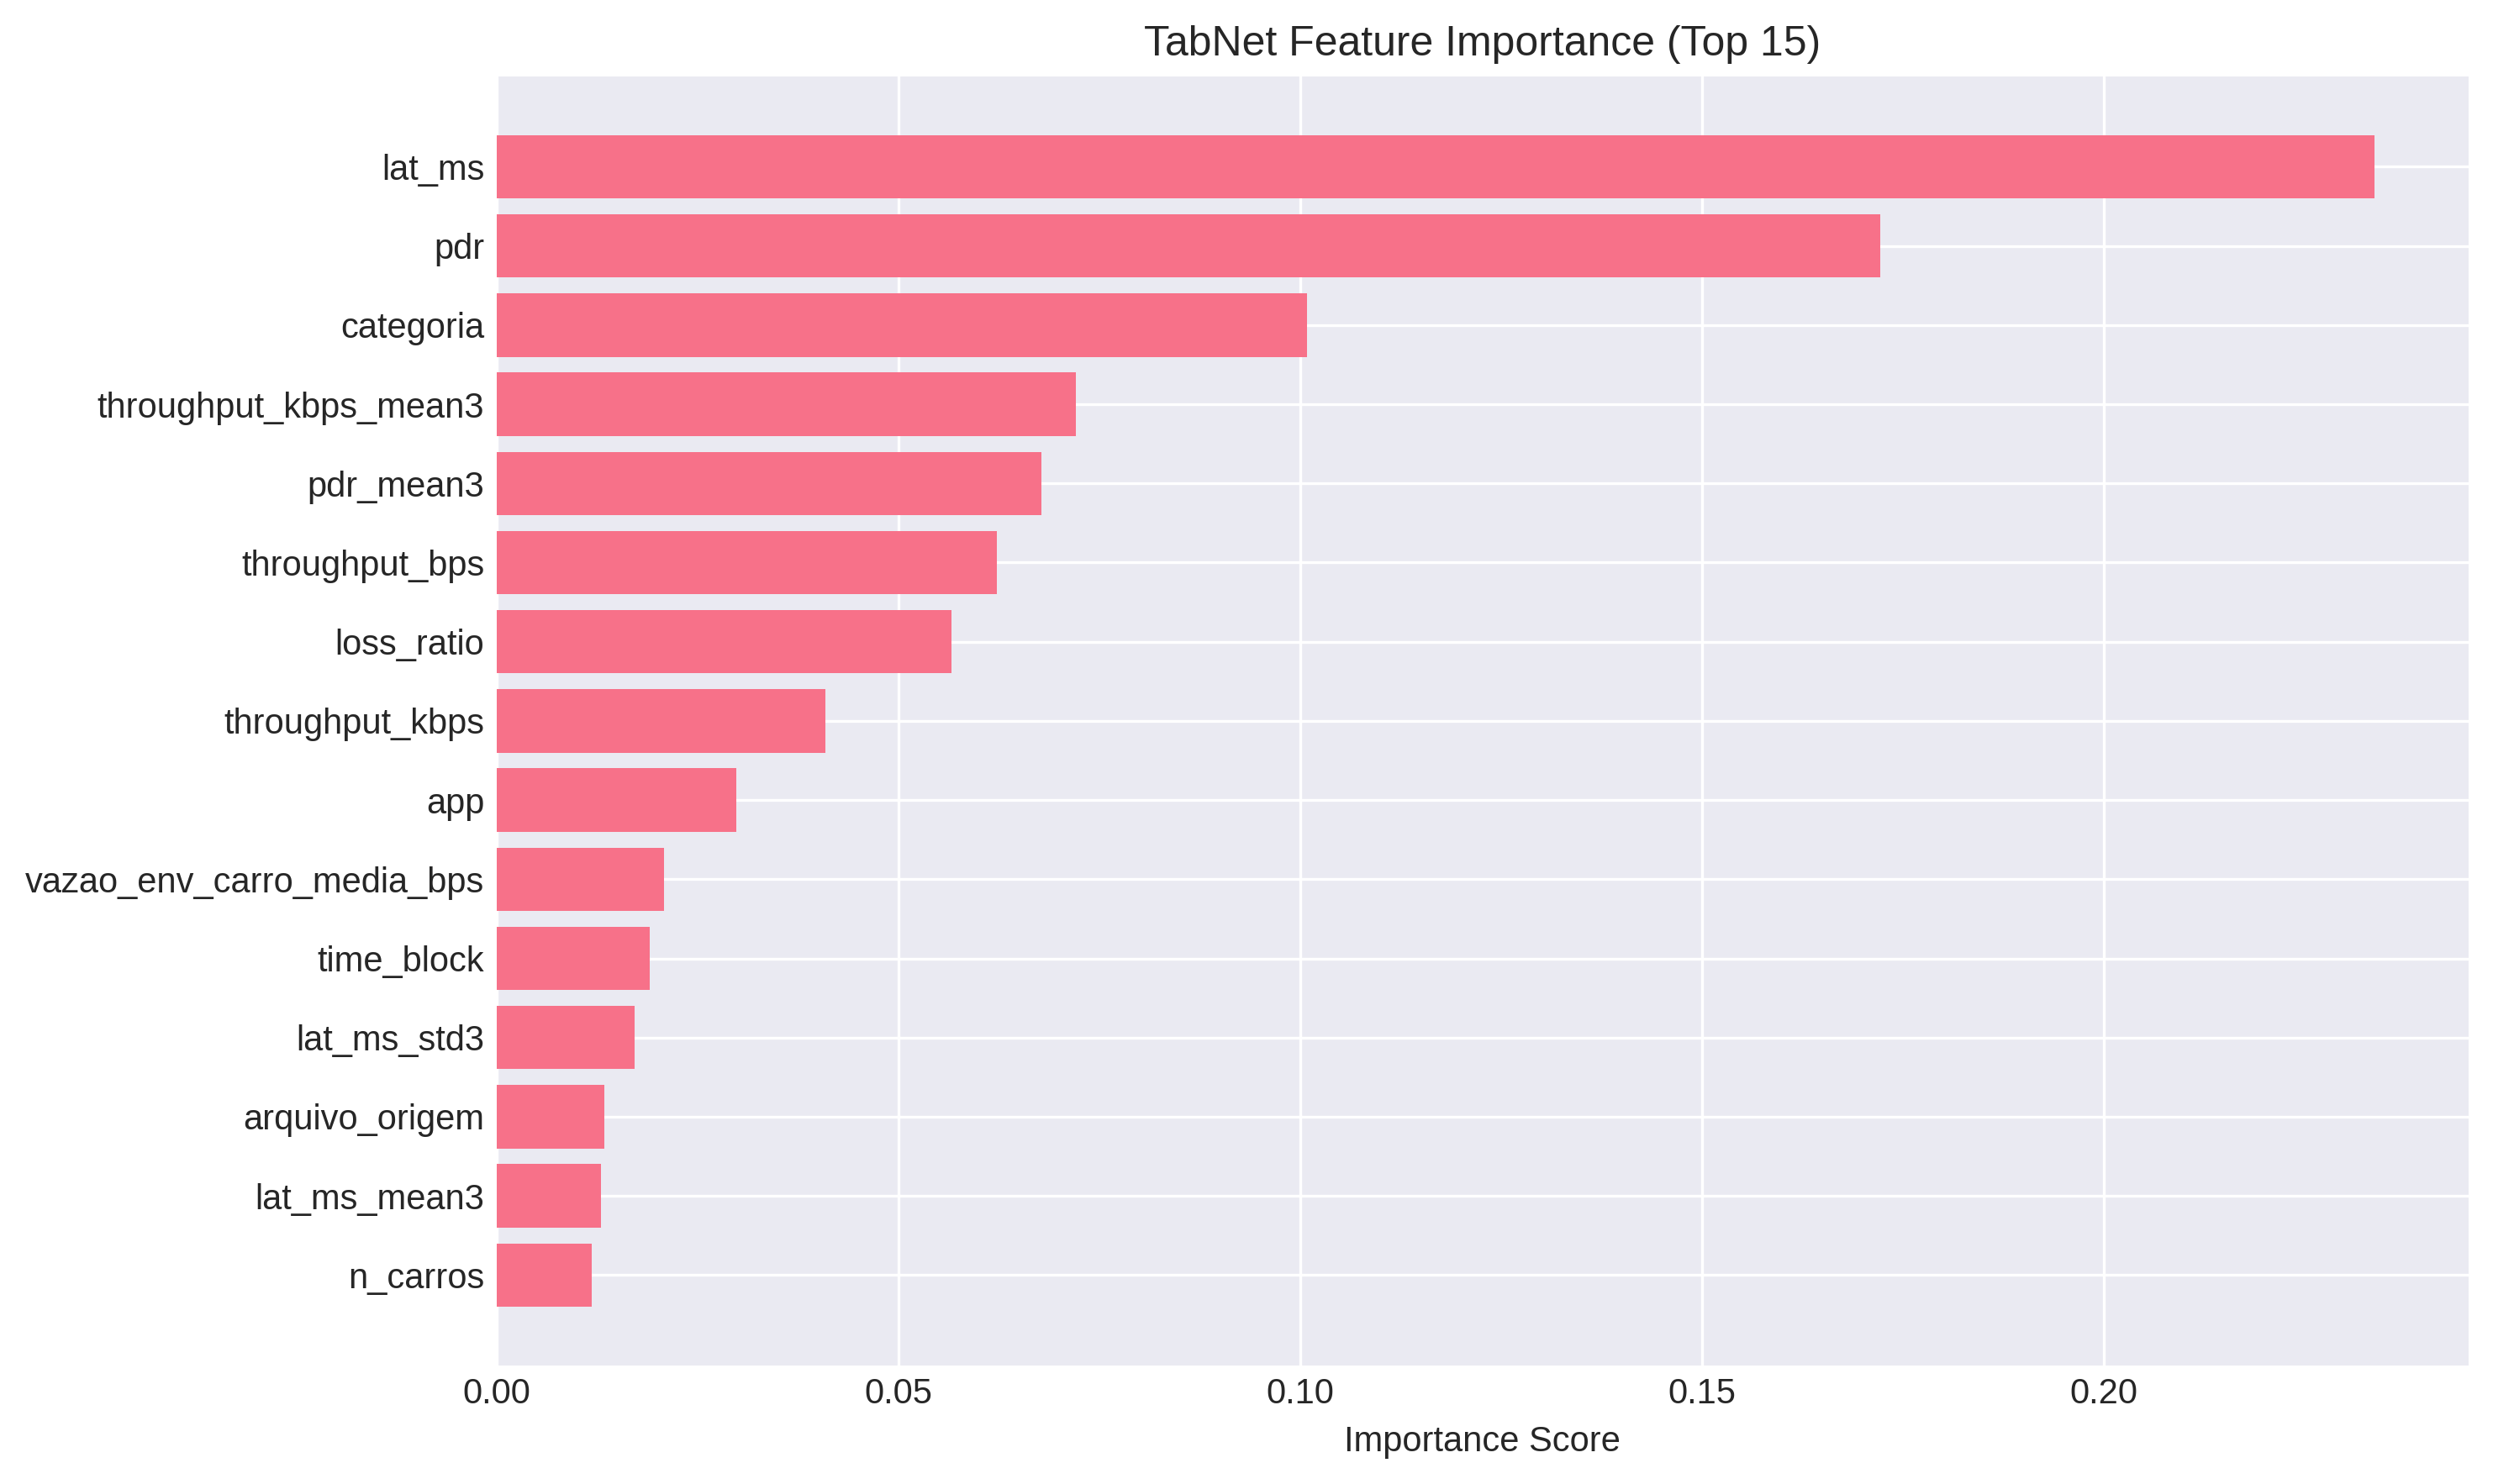 TabNet Feature Importance (Top 15)
lat_ms
pdr
categoria
throughput_kbps_mean3
pdr_mean3
throughput_bps
loss_ratio
throughput_kbps
app
vazao_env_carro_media_bps
time_block
lat_ms_std3
arquivo_origem
lat_ms_mean3
n_carros
0.00 0.05 0.10 0.15 0.20
Importance Score